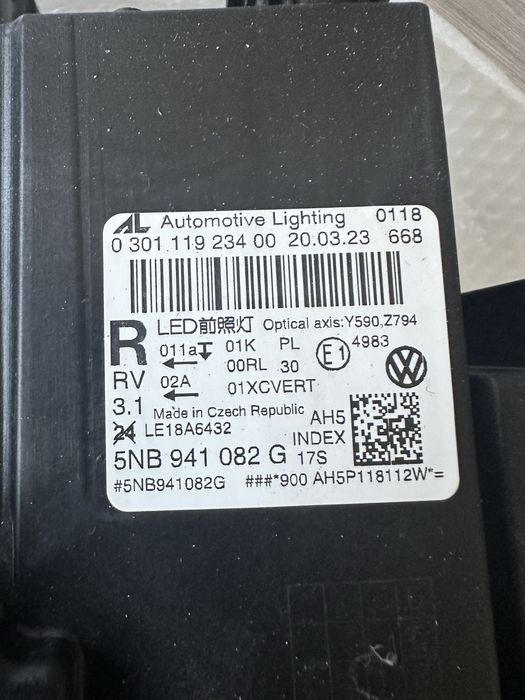 AL Automotive Lighting 0118
0 301.119 234 00 20.03.23 668
R LED前照灯 Optical axis:Y590,Z794
011a 01K PL E1 4983
00RL 30
RV 02A 01XCVERT
3.1 Made in Czech Republic AH5
24 LE18A6432 INDEX
5NB 941 082 G 17S
#5NB941082G ###*900 AH5P118112W*=